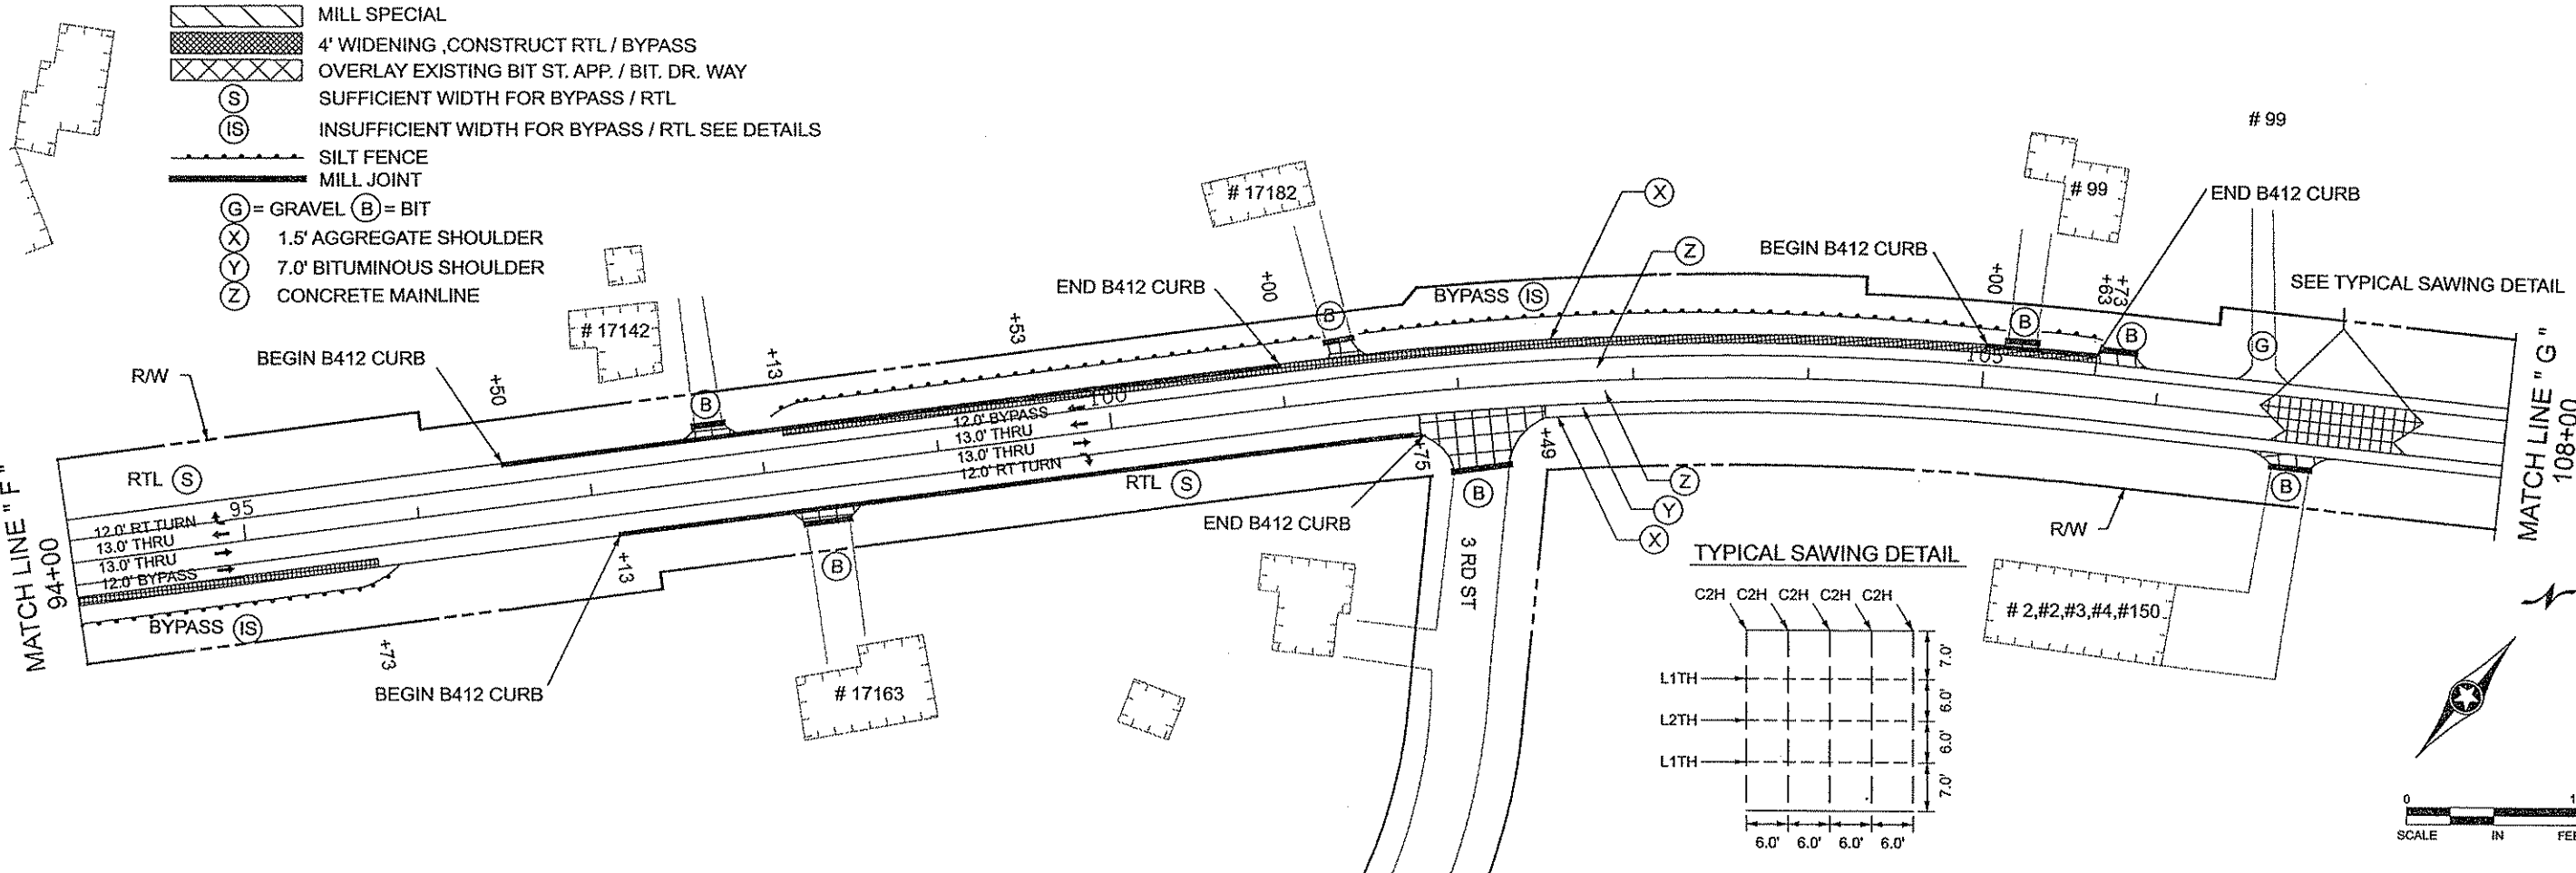 MILL SPECIAL
4' WIDENING ,CONSTRUCT RTL / BYPASS
OVERLAY EXISTING BIT ST. APP. / BIT. DR. WAY
S SUFFICIENT WIDTH FOR BYPASS / RTL
IS INSUFFICIENT WIDTH FOR BYPASS / RTL SEE DETAILS
SILT FENCE
MILL JOINT
G = GRAVEL B = BIT
X 1.5' AGGREGATE SHOULDER
Y 7.0' BITUMINOUS SHOULDER
Z CONCRETE MAINLINE
# 17142
BEGIN B412 CURB
R/W
+50
B
+13
+53
END B412 CURB
# 17182
+00
B
BYPASS IS
X
Z
BEGIN B412 CURB
+00
# 99
# 99
END B412 CURB
+63
+73
B
B
G
SEE TYPICAL SAWING DETAIL
MATCH LINE "G"
108+00
MATCH LINE "F"
94+00
RTL S
95
12.0' RT TURN
13.0' THRU
13.0' THRU
12.0' BYPASS
BYPASS IS
+73
BEGIN B412 CURB
+13
B
# 17163
100
12.0' BYPASS
13.0' THRU
13.0' THRU
12.0' RT TURN
RTL S
END B412 CURB
+75
B
+49
3 RD ST
105
Z
Y
X
R/W
B
# 2,#2,#3,#4,#150
TYPICAL SAWING DETAIL
C2H C2H C2H C2H C2H
L1TH
L2TH
L1TH
7.0'
6.0'
6.0'
7.0'
6.0' 6.0' 6.0' 6.0'
0
SCALE IN